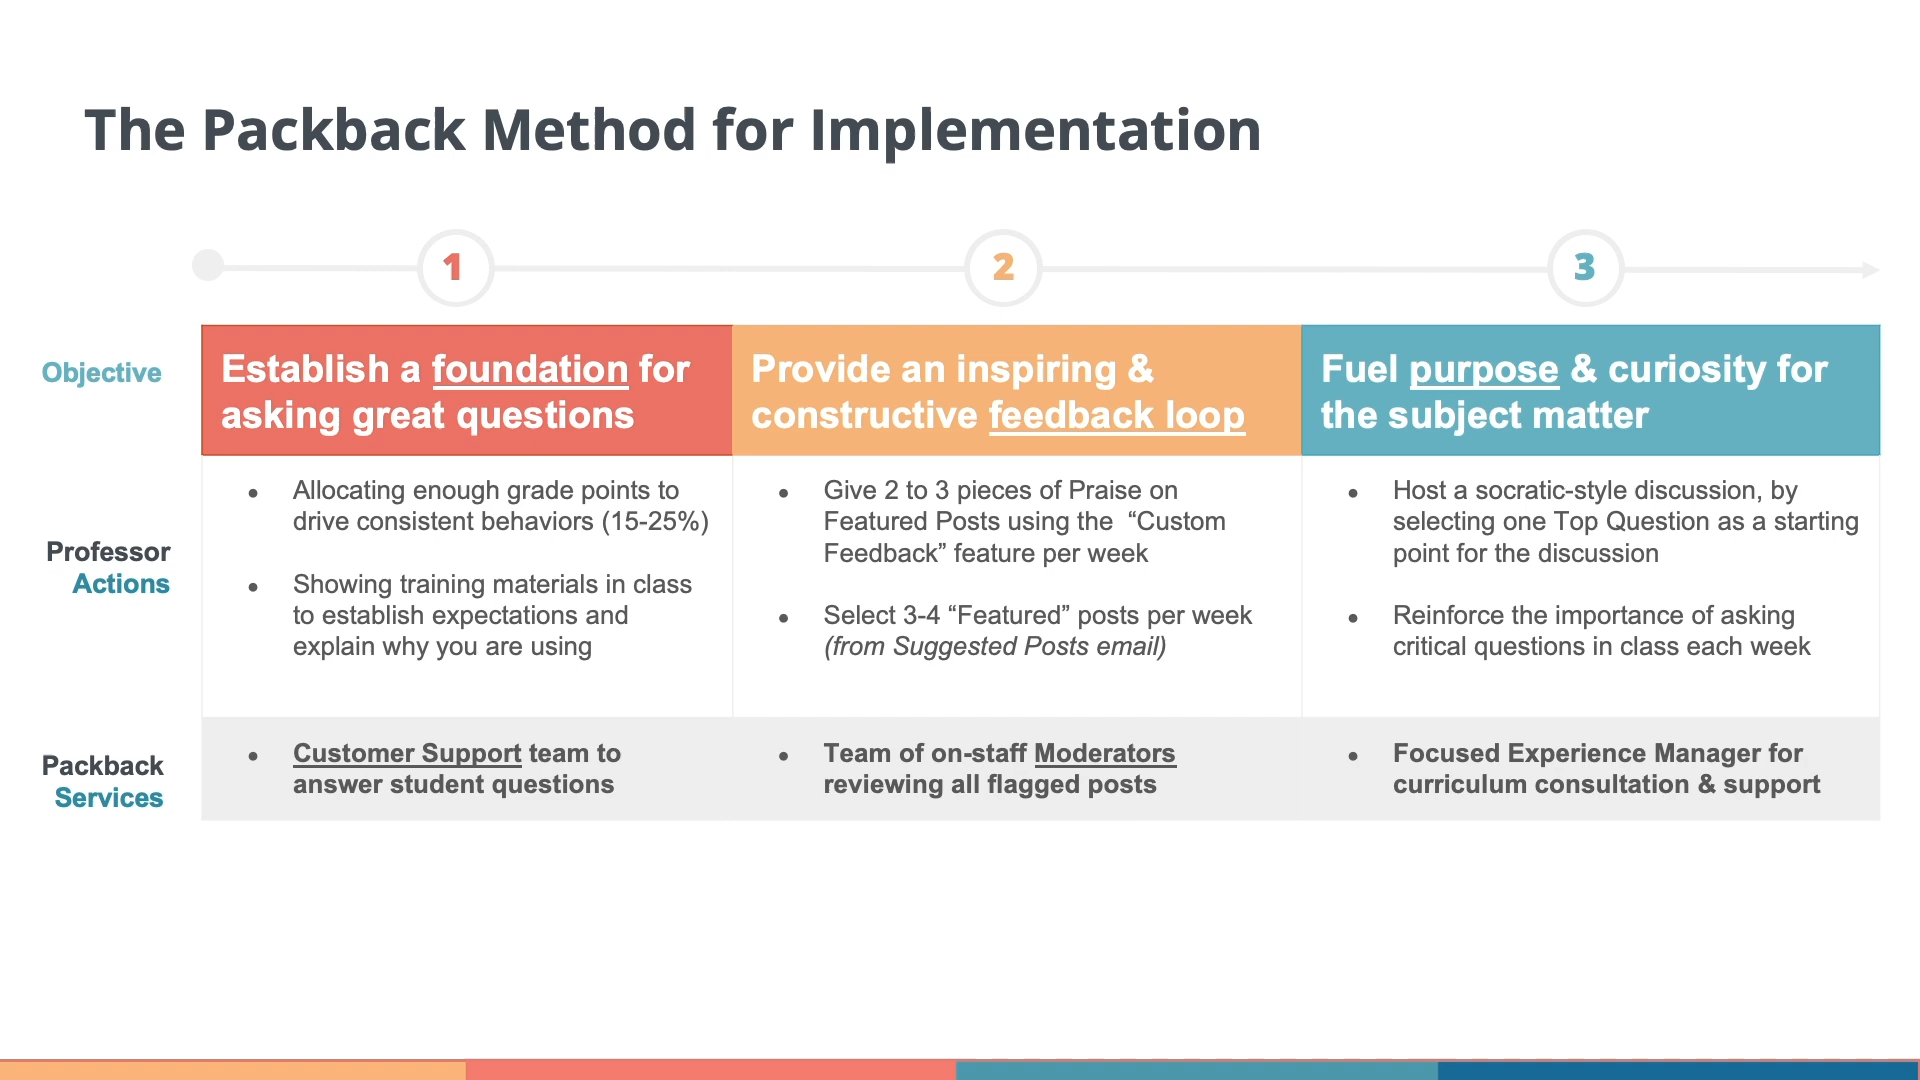 The Packback Method for Implementation
1
2
3
Objective
Establish a foundation for
asking great questions
Provide an inspiring &
constructive feedback loop
Fuel purpose & curiosity for
the subject matter
Professor
Actions
• Allocating enough grade points to
drive consistent behaviors (15-25%)
• Showing training materials in class
to establish expectations and
explain why you are using
• Give 2 to 3 pieces of Praise on
Featured Posts using the “Custom
Feedback” feature per week
• Select 3-4 “Featured” posts per week
(from Suggested Posts email)
• Host a socratic-style discussion, by
selecting one Top Question as a starting
point for the discussion
• Reinforce the importance of asking
critical questions in class each week
Packback
Services
• Customer Support team to
answer student questions
• Team of on-staff Moderators
reviewing all flagged posts
• Focused Experience Manager for
curriculum consultation & support